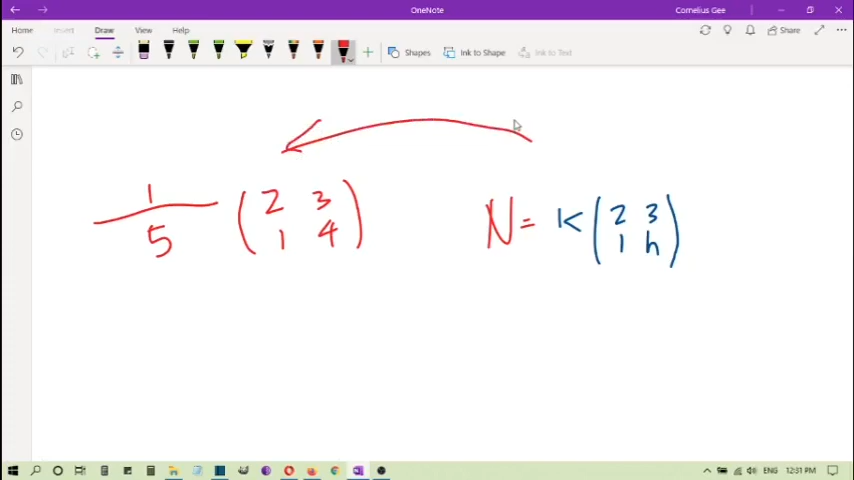 OneNote
Cornelius Gee
Home Insert Draw View Help
Share
Shapes Ink to Shape Ink to Text
1
5
2 3
1 4
N = K
2 3
1 h
ENG 12:31 PM